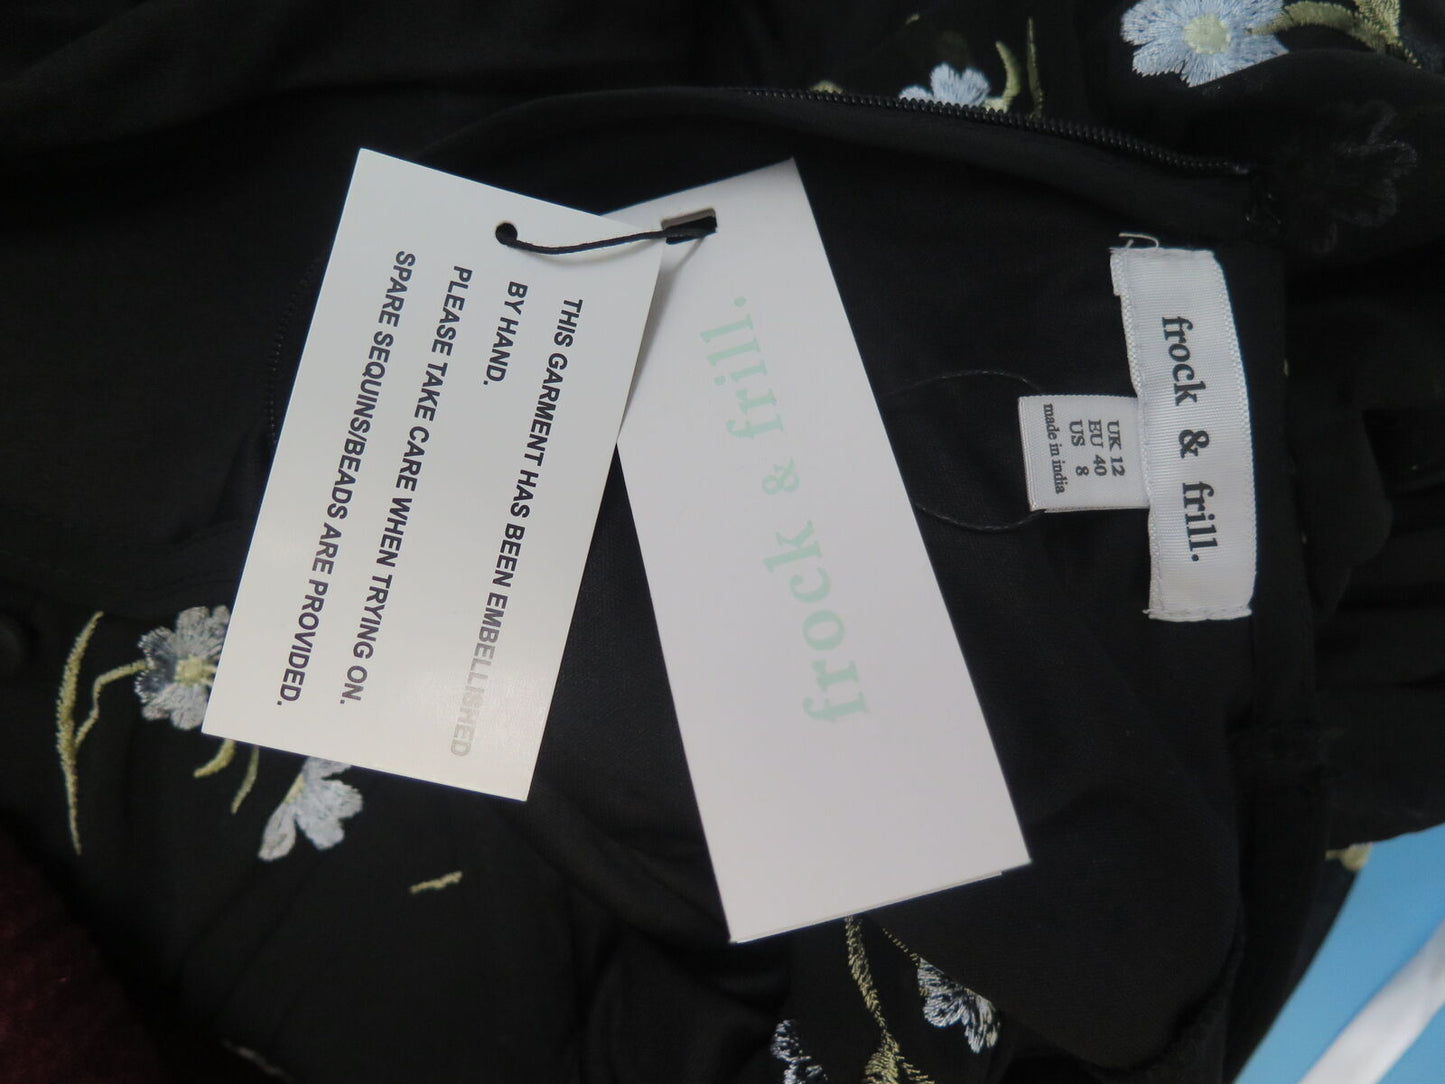 THIS GARMENT HAS BEEN EMBELLISHED
BY HAND.
PLEASE TAKE CARE WHEN TRYING ON.
SPARE SEQUINS/BEADS ARE PROVIDED.
frock & frill.
frock & frill.
UK 12
EU 40
US 8
made in india